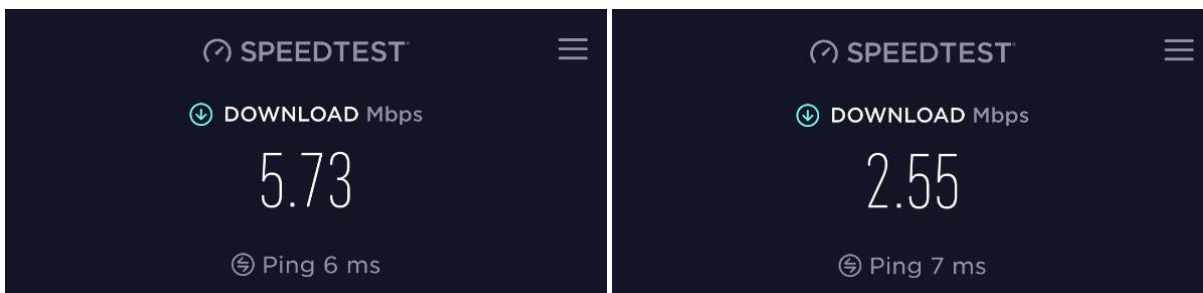 SPEEDTEST
DOWNLOAD Mbps
5.73
Ping 6 ms
SPEEDTEST
DOWNLOAD Mbps
2.55
Ping 7 ms